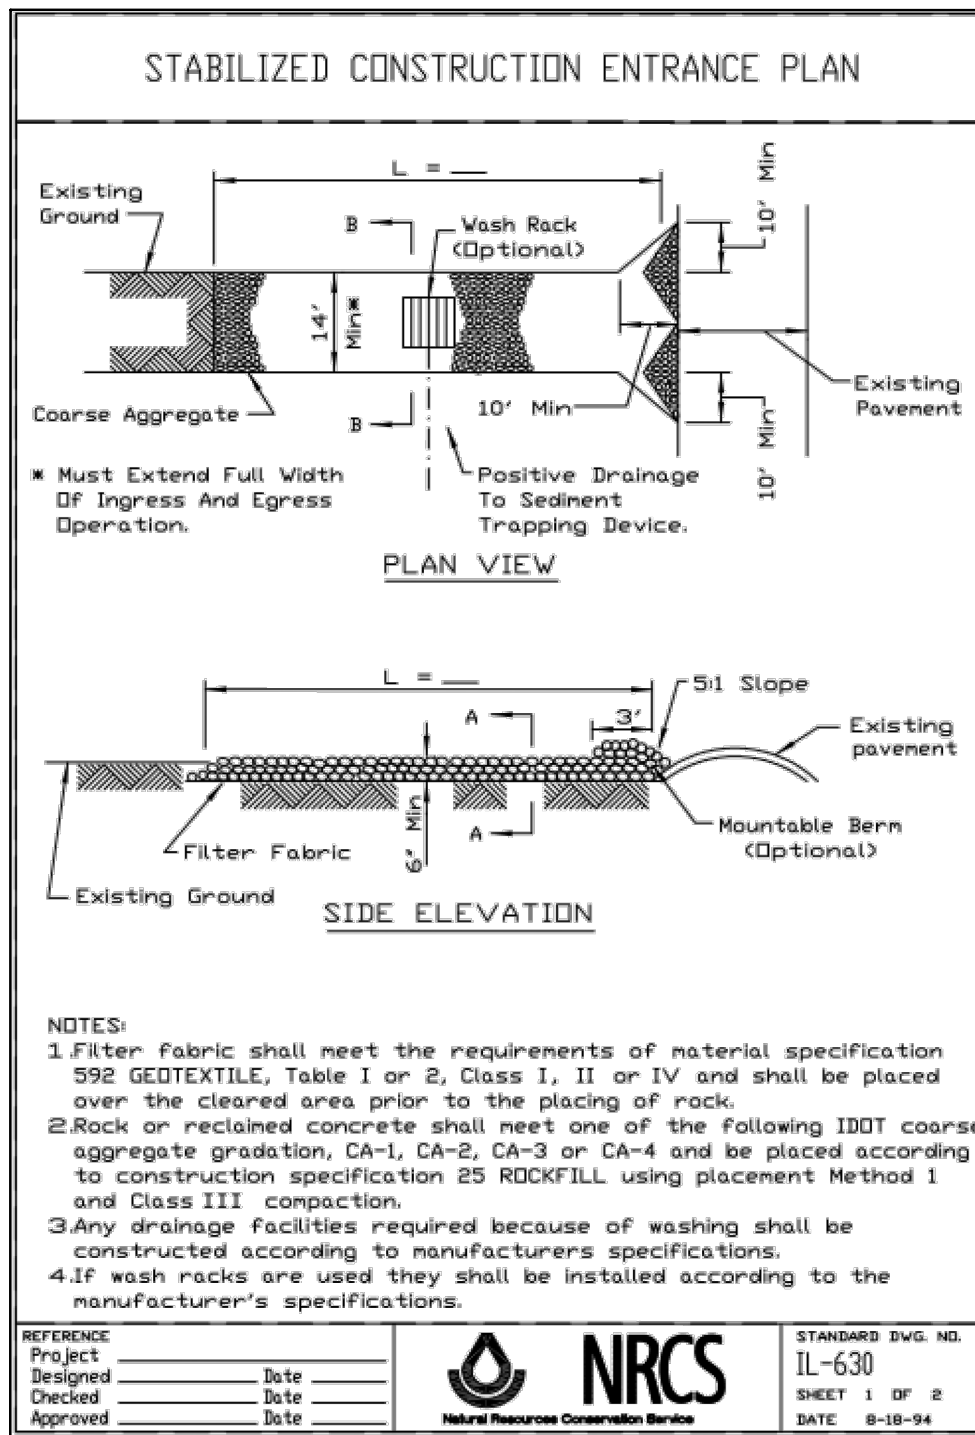 STABILIZED CONSTRUCTION ENTRANCE PLAN
L = ___
Existing
Ground
B
Wash Rack
(Optional)
10' Min
14'
Min*
Coarse Aggregate
B
10' Min
Existing
Pavement
10' Min
* Must Extend Full Width
Of Ingress And Egress
Operation.
Positive Drainage
To Sediment
Trapping Device.
PLAN VIEW
L = ___
5:1 Slope
A
3'
Existing
pavement
6" Min
A
Mountable Berm
(Optional)
Filter Fabric
Existing Ground
SIDE ELEVATION
NOTES:
1.Filter fabric shall meet the requirements of material specification
592 GEOTEXTILE, Table I or 2, Class I, II or IV and shall be placed
over the cleared area prior to the placing of rock.
2.Rock or reclaimed concrete shall meet one of the following IDOT coarse
aggregate gradation, CA-1, CA-2, CA-3 or CA-4 and be placed according
to construction specification 25 ROCKFILL using placement Method 1
and Class III compaction.
3.Any drainage facilities required because of washing shall be
constructed according to manufacturers specifications.
4.If wash racks are used they shall be installed according to the
manufacturer's specifications.
REFERENCE
Project
Designed Date
Checked Date
Approved Date
NRCS
Natural Resources Conservation Service
STANDARD DWG. NO.
IL-630
SHEET 1 OF 2
DATE 8-18-94